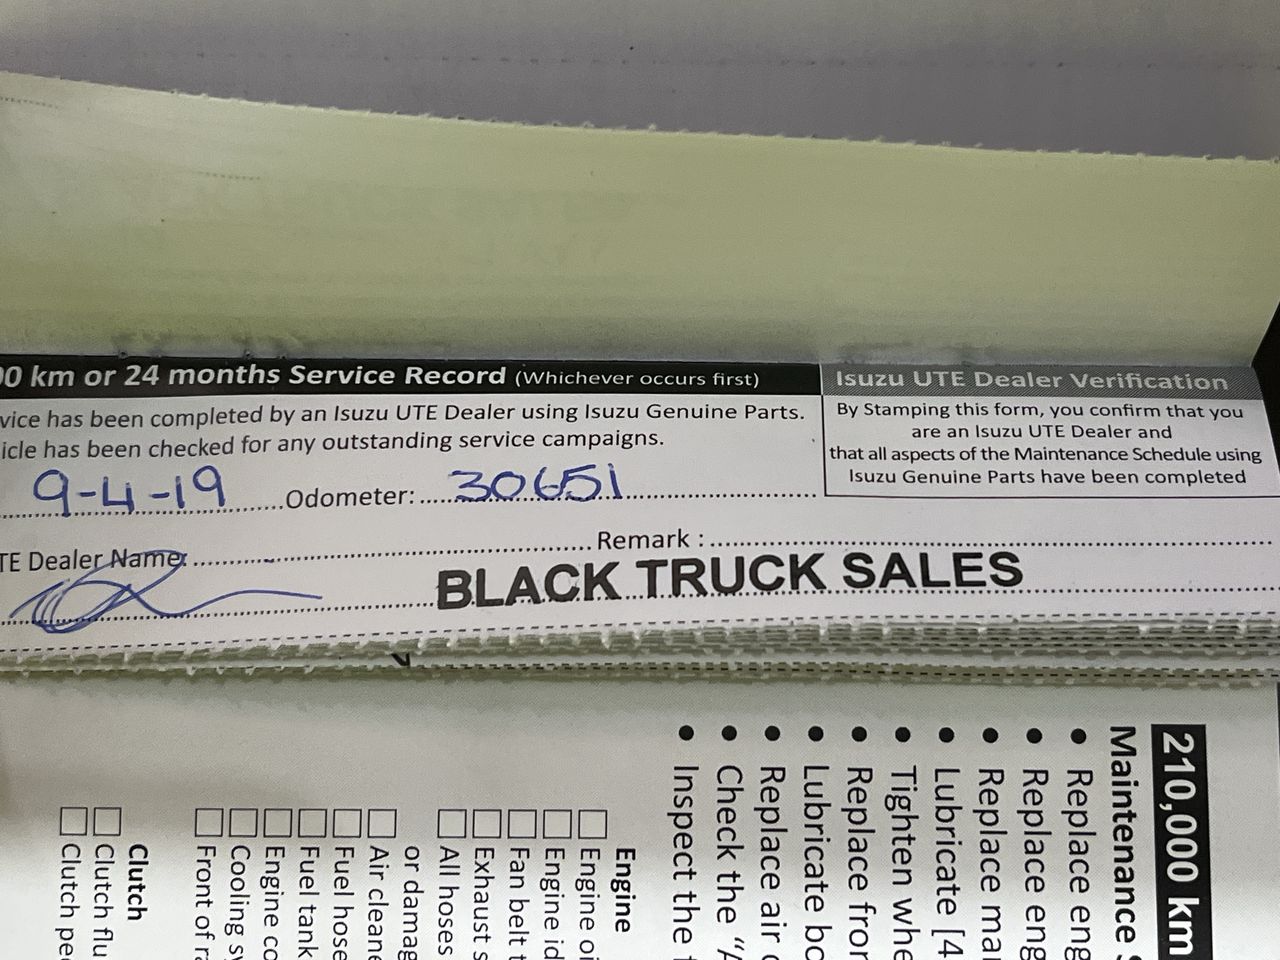 00 km or 24 months Service Record (Whichever occurs first)
vice has been completed by an Isuzu UTE Dealer using Isuzu Genuine Parts.
icle has been checked for any outstanding service campaigns.
9-4-19 Odometer: 30651
TE Dealer Name: Remark :
BLACK TRUCK SALES
Isuzu UTE Dealer Verification
By Stamping this form, you confirm that you
are an Isuzu UTE Dealer and
that all aspects of the Maintenance Schedule using
Isuzu Genuine Parts have been completed
210,000 km
Maintenance S
• Replace eng
• Replace eng
• Replace mai
• Lubricate [4
• Tighten whe
• Replace fron
• Lubricate bo
• Replace air c
• Check the “A
• Inspect the
Engine
Engine oi
Engine id
Fan belt t
Exhaust s
All hoses
or damag
Air cleane
Fuel hose
Fuel tank
Engine co
Cooling sy
Front of ra
Clutch
Clutch flu
Clutch pe